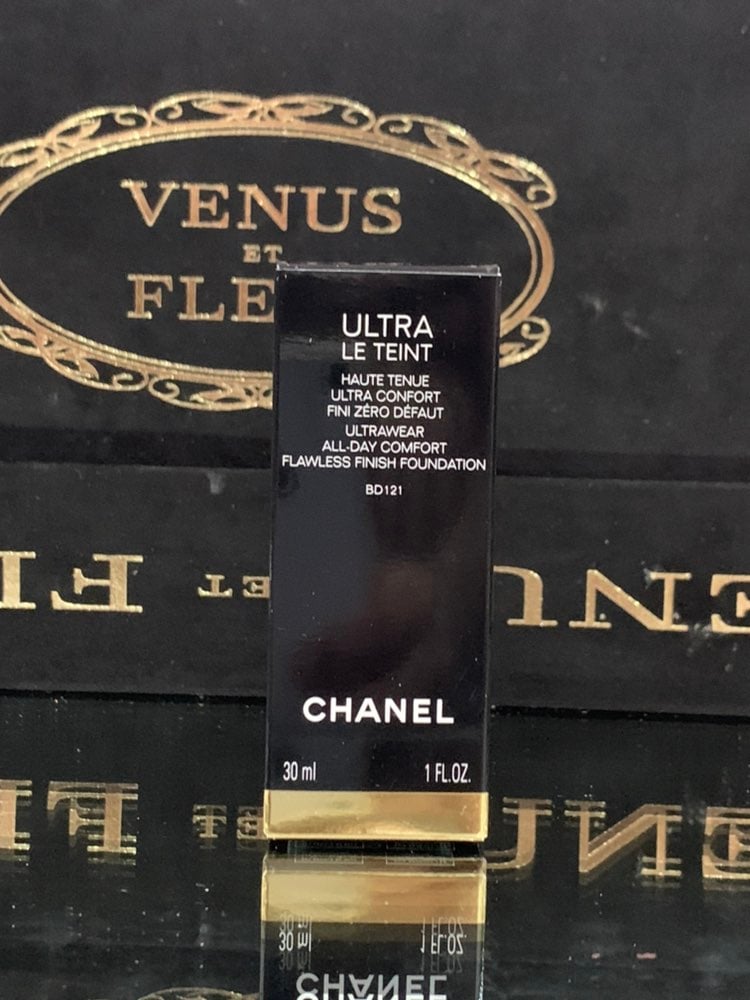 VENUS
ET
FLE
ULTRA
LE TEINT
HAUTE TENUE
ULTRA CONFORT
FINI ZÉRO DÉFAUT
ULTRAWEAR
ALL-DAY COMFORT
FLAWLESS FINISH FOUNDATION
BD121
CHANEL
30 ml 1 FL.OZ.